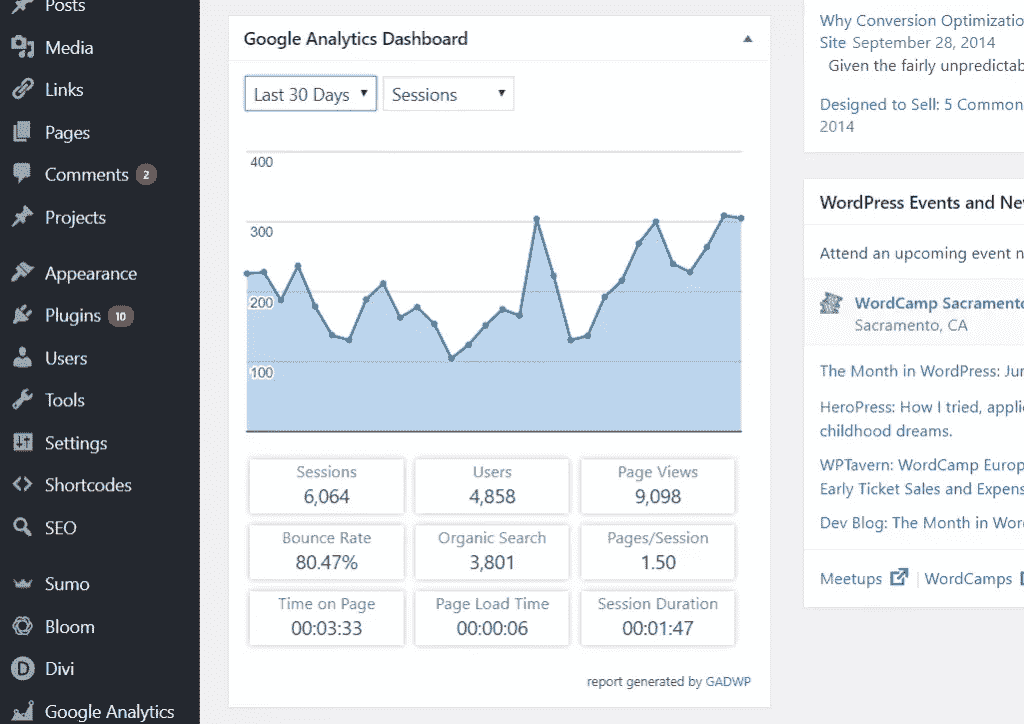 Posts
Media
Links
Pages
Comments 2
Projects
Appearance
Plugins 10
Users
Tools
Settings
Shortcodes
SEO
Sumo
Bloom
D Divi
Google Analytics
Google Analytics Dashboard
Last 30 Days
Sessions
400
300
200
100
Sessions
6,064
Users
4,858
Page Views
9,098
Bounce Rate
80.47%
Organic Search
3,801
Pages/Session
1.50
Time on Page
00:03:33
Page Load Time
00:00:06
Session Duration
00:01:47
report generated by GADWP
Why Conversion Optimizatio
Site September 28, 2014
Given the fairly unpredictab
Designed to Sell: 5 Common
2014
WordPress Events and Ne
Attend an upcoming event n
WordCamp Sacramento
Sacramento, CA
The Month in WordPress: Jun
HeroPress: How I tried, appli
childhood dreams.
WPTavern: WordCamp Europ
Early Ticket Sales and Expens
Dev Blog: The Month in Wor
Meetups | WordCamps